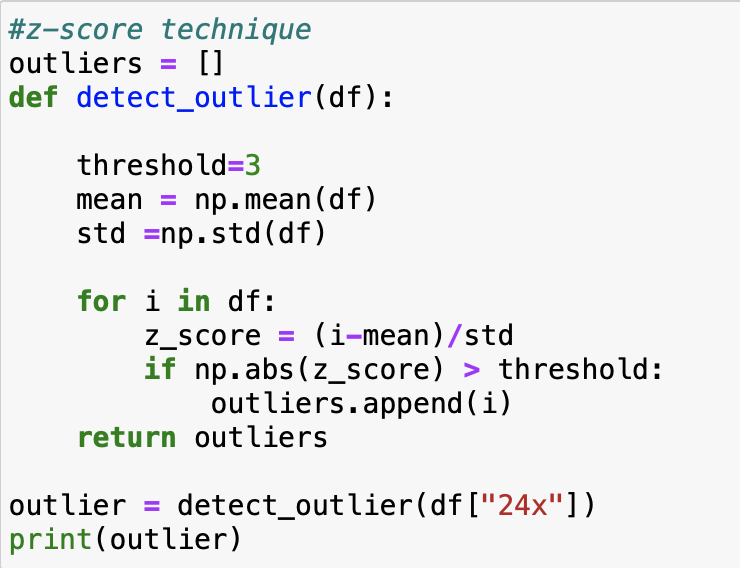 #z-score technique
outliers = []
def detect_outlier(df):

    threshold=3
    mean = np.mean(df)
    std =np.std(df)

    for i in df:
        z_score = (i-mean)/std
        if np.abs(z_score) > threshold:
            outliers.append(i)
    return outliers

outlier = detect_outlier(df["24x"])
print(outlier)